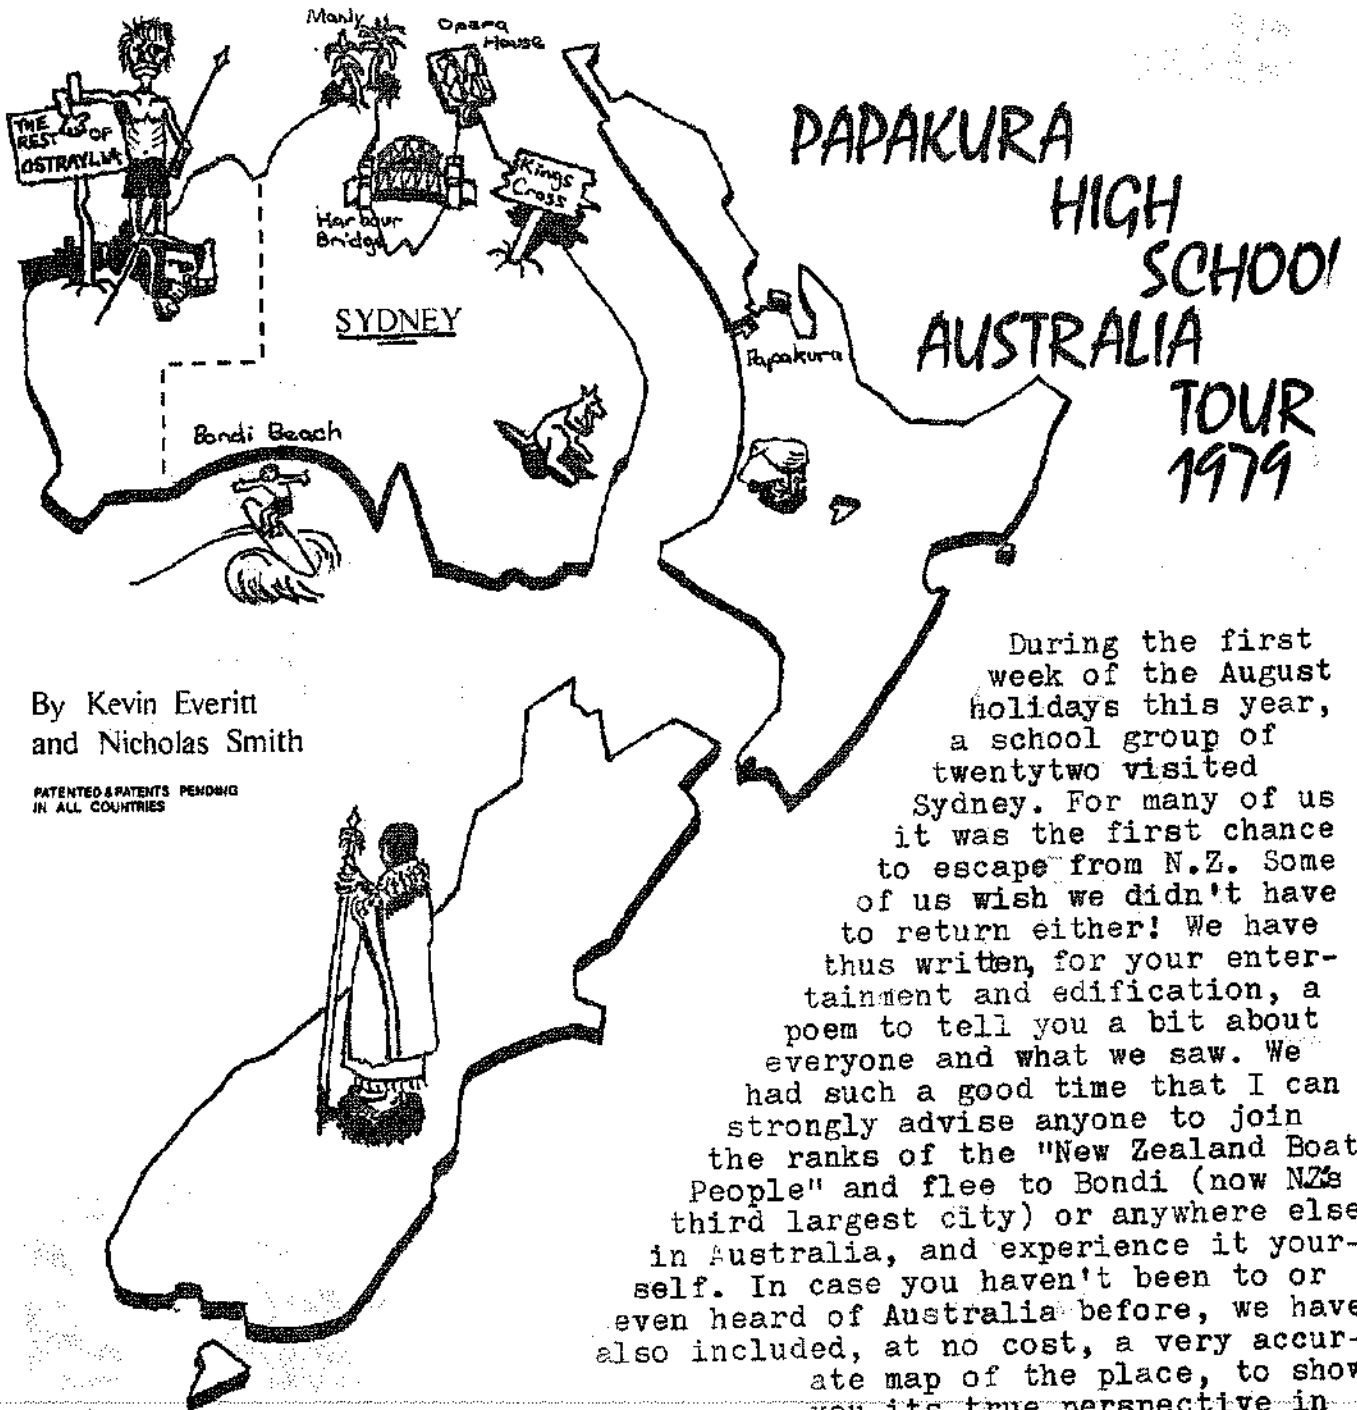 Manly
Opera
House
THE
REST OF
OSTRAYLIA
Kings
Cross
Harbour
Bridge
SYDNEY
Bondi Beach
Papakura
PAPAKURA
HIGH
SCHOOl
AUSTRALIA
TOUR
1979
By Kevin Everitt
and Nicholas Smith
PATENTED & PATENTS PENDING
IN ALL COUNTRIES
During the first
week of the August
holidays this year,
a school group of
twentytwo visited
Sydney. For many of us
it was the first chance
to escape from N.Z. Some
of us wish we didn't have
to return either! We have
thus written, for your enter-
tainment and edification, a
poem to tell you a bit about
everyone and what we saw. We
had such a good time that I can
strongly advise anyone to join
the ranks of the "New Zealand Boat
People" and flee to Bondi (now NZ's
third largest city) or anywhere else
in Australia, and experience it your-
self. In case you haven't been to or
even heard of Australia before, we have
also included, at no cost, a very accur-
ate map of the place, to show
you its true perspective in